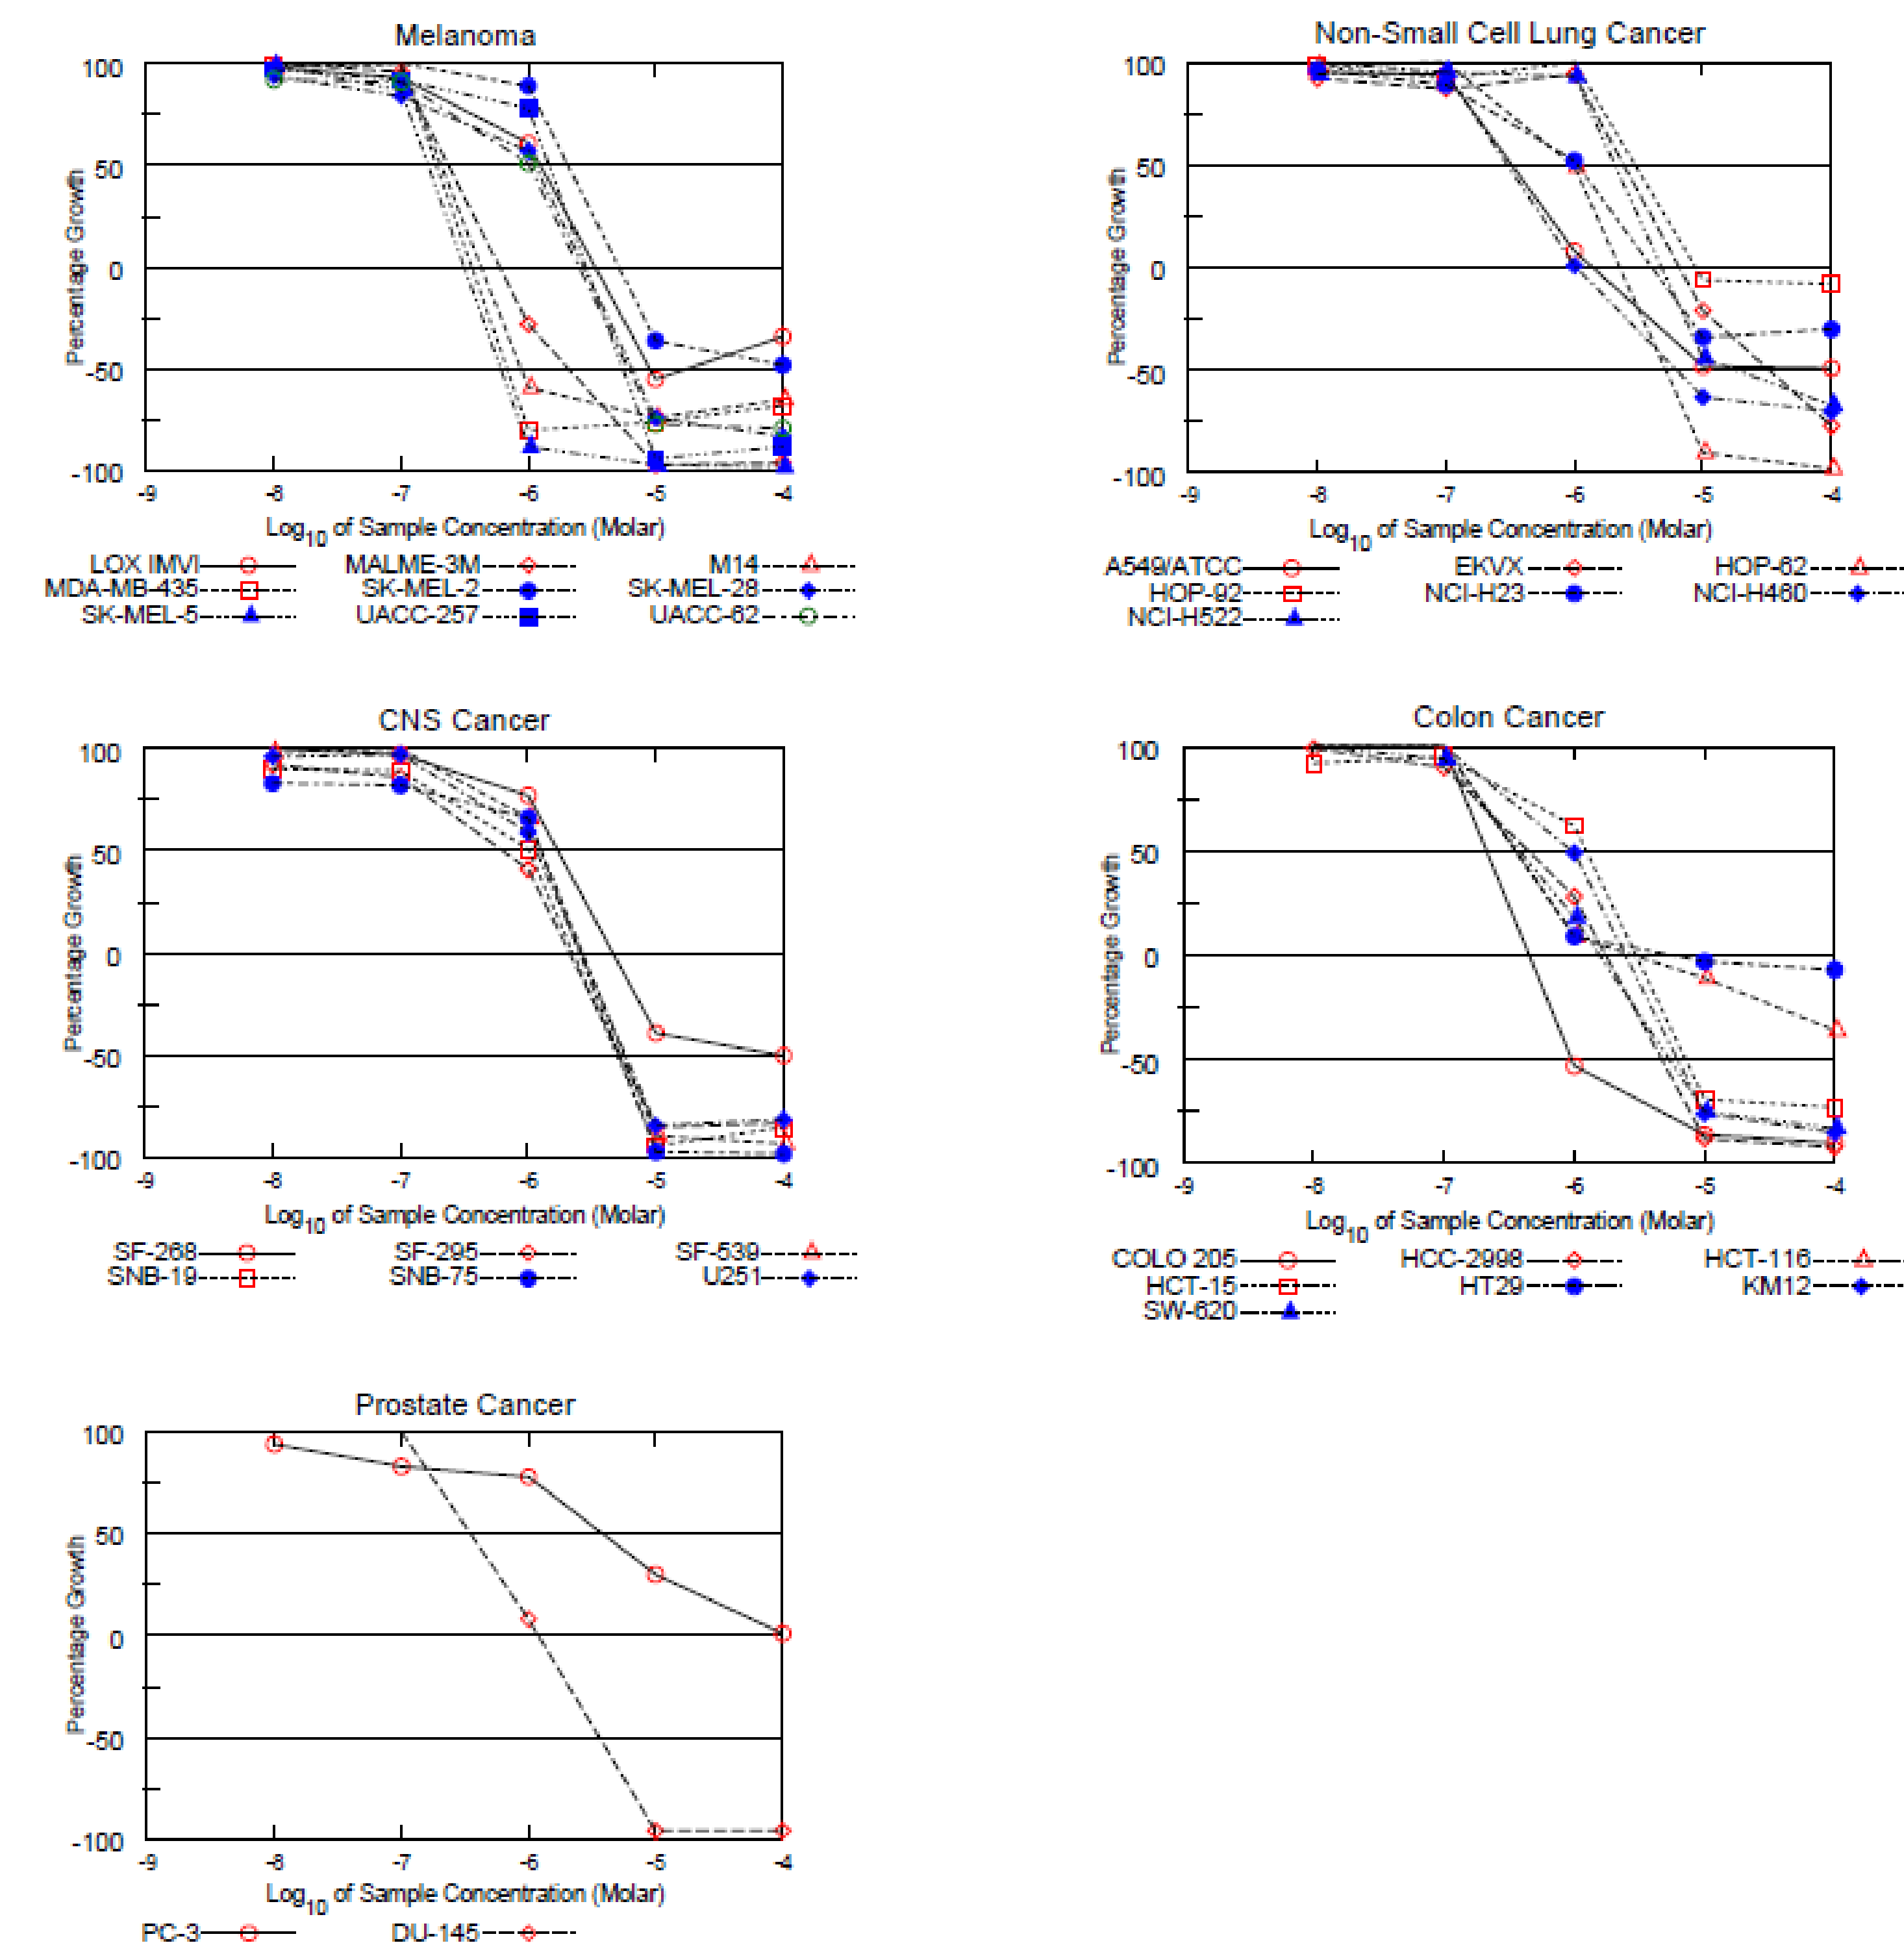 Melanoma
100
50
0
-50
-100
Percentage Growth
-9 -8 -7 -6 -5 -4
Log10 of Sample Concentration (Molar)
LOX IMVI MALME-3M M14
MDA-MB-435 SK-MEL-2 SK-MEL-28
SK-MEL-5 UACC-257 UACC-62
Non-Small Cell Lung Cancer
100
50
0
-50
-100
Percentage Growth
-9 -8 -7 -6 -5 -4
Log10 of Sample Concentration (Molar)
A549/ATCC EKVX HOP-62
HOP-92 NCI-H23 NCI-H460
NCI-H522
CNS Cancer
100
50
0
-50
-100
Percentage Growth
-9 -8 -7 -6 -5 -4
Log10 of Sample Concentration (Molar)
SF-268 SF-295 SF-539
SNB-19 SNB-75 U251
Colon Cancer
100
50
0
-50
-100
Percentage Growth
-9 -8 -7 -6 -5 -4
Log10 of Sample Concentration (Molar)
COLO 205 HCC-2998 HCT-116
HCT-15 HT29 KM12
SW-620
Prostate Cancer
100
50
0
-50
-100
Percentage Growth
-9 -8 -7 -6 -5 -4
Log10 of Sample Concentration (Molar)
PC-3 DU-145